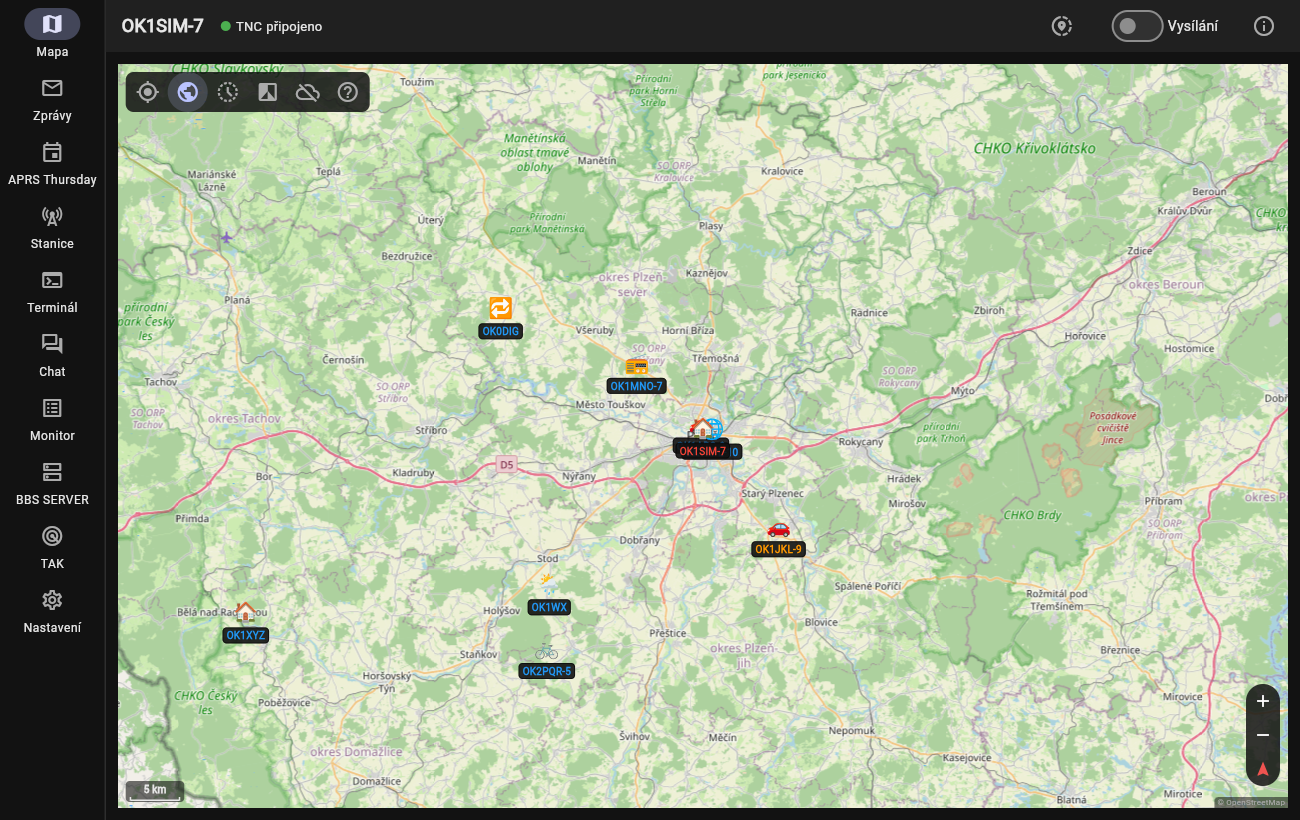 OK1SIM-7
TNC připojeno
Vysílání
Mapa
Zprávy
APRS Thursday
Stanice
Terminál
Chat
Monitor
BBS SERVER
TAK
Nastavení
CHKO Slavkovský
Toužim
Přírodní
park Horní
Střela
park Jesenicko
Manětínská
oblast tmavé
oblohy
Manětín
SO ORP
Kralovice
Kralovice
CHKO Křivoklátsko
Mariánské
Lázně
Teplá
Beroun
Králův Dvůr
CHKO
Úterý
Přírodní
park Manětínská
Plasy
Zdice
Bezdružice
Kaznějov
okres Plzeň-
sever
okres Beroun
Planá
přírodní
park Český
les
OK0DIG
Všeruby
Horní Bříza
Radnice
Zbiroh
Hořovice
Hostomice
Černošín
SO ORP
Třemošná
OK1MNO-7
SO ORP
Rokycany
Mýto
Tachov
SO ORP
Stříbro
Město Touškov
SO ORP
Tachov
okres Tachov
Stříbro
Posádkové
cvičiště
Jince
přírodní
park Trhoň
Rokycany
OK1SIM-7
D5
Kladruby
Nýřany
Bor
Starý Plzenec
Hrádek
Mirošov
Příbram
Přimda
CHKO Brdy
SO ORP
Příbram
Dobřany
OK1JKL-9
Stod
Spálené Poříčí
Rožmitál pod
Třemšínem
OK1WX
Holýšov
OK1XYZ
Blovice
Přeštice
okres Plzeň-
jih
Březnice
Staňkov
OK2PQR-5
Horšovský
Týn
CHKO Český
les
Poběžovice
Mirovice
Švihov
Měčín
Nepomuk
okres Domažlice
Kasejovice
Domažlice
5 km
Blatná
Mirotice
© OpenStreetMap